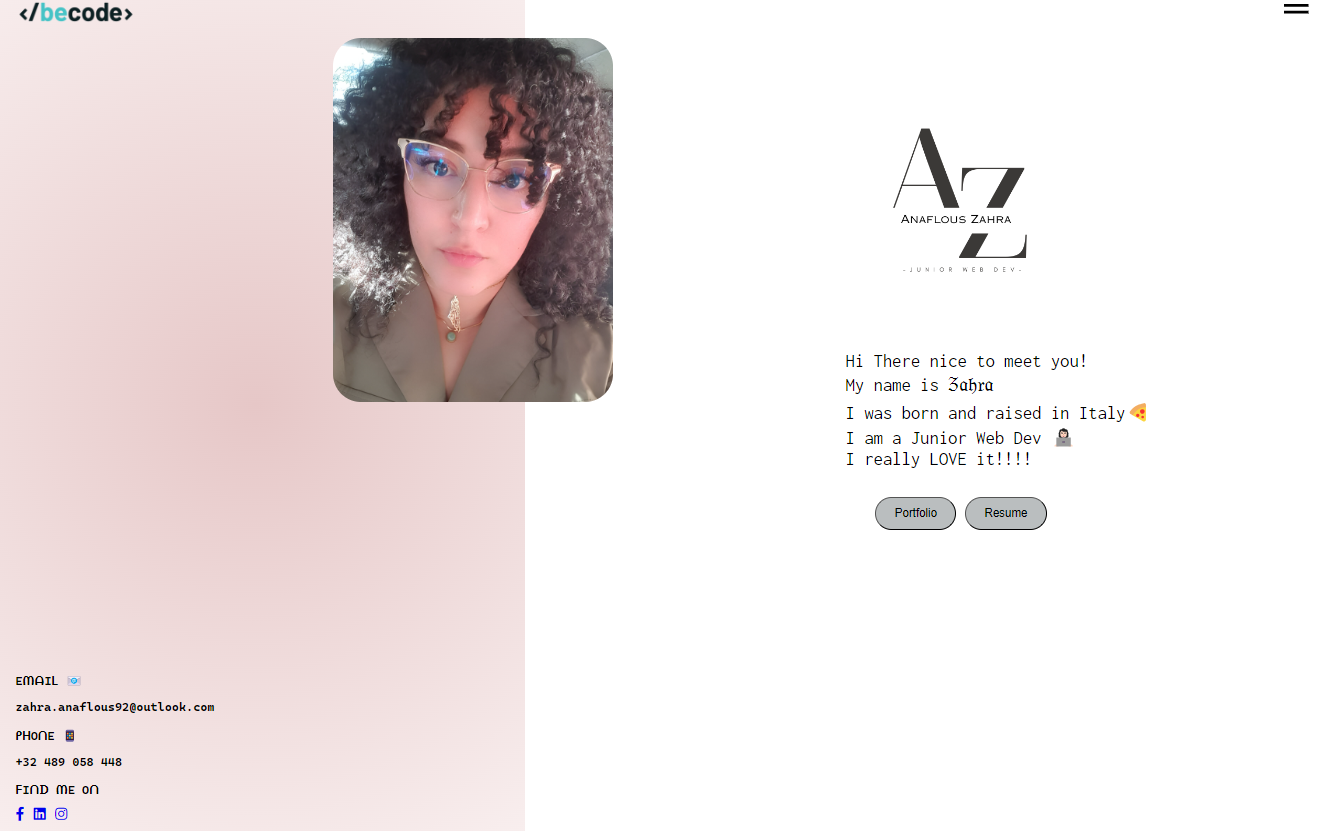 </becode>
AZ
ANAFLOUS ZAHRA
-JUNIOR WEB DEV-
Hi There nice to meet you!
My name is Zahra
I was born and raised in Italy🍕
I am a Junior Web Dev 👩🏻‍💻
I really LOVE it!!!!
Portfolio Resume
EMAIL 📧
zahra.anaflous92@outlook.com
PHONE 📱
+32 489 058 448
FIND ME ON